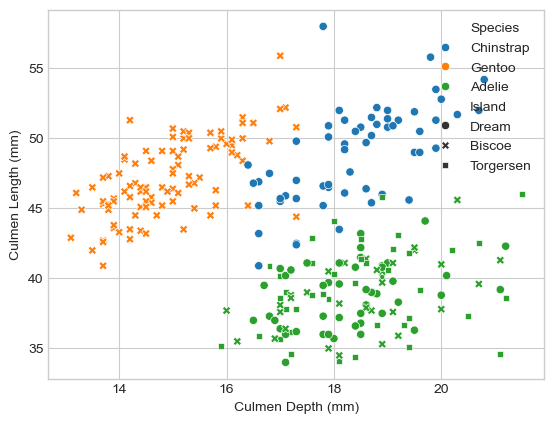 Species
Chinstrap
Gentoo
Adelie
Island
Dream
Biscoe
Torgersen
55
50
45
40
35
14
16
18
20
Culmen Length (mm)
Culmen Depth (mm)